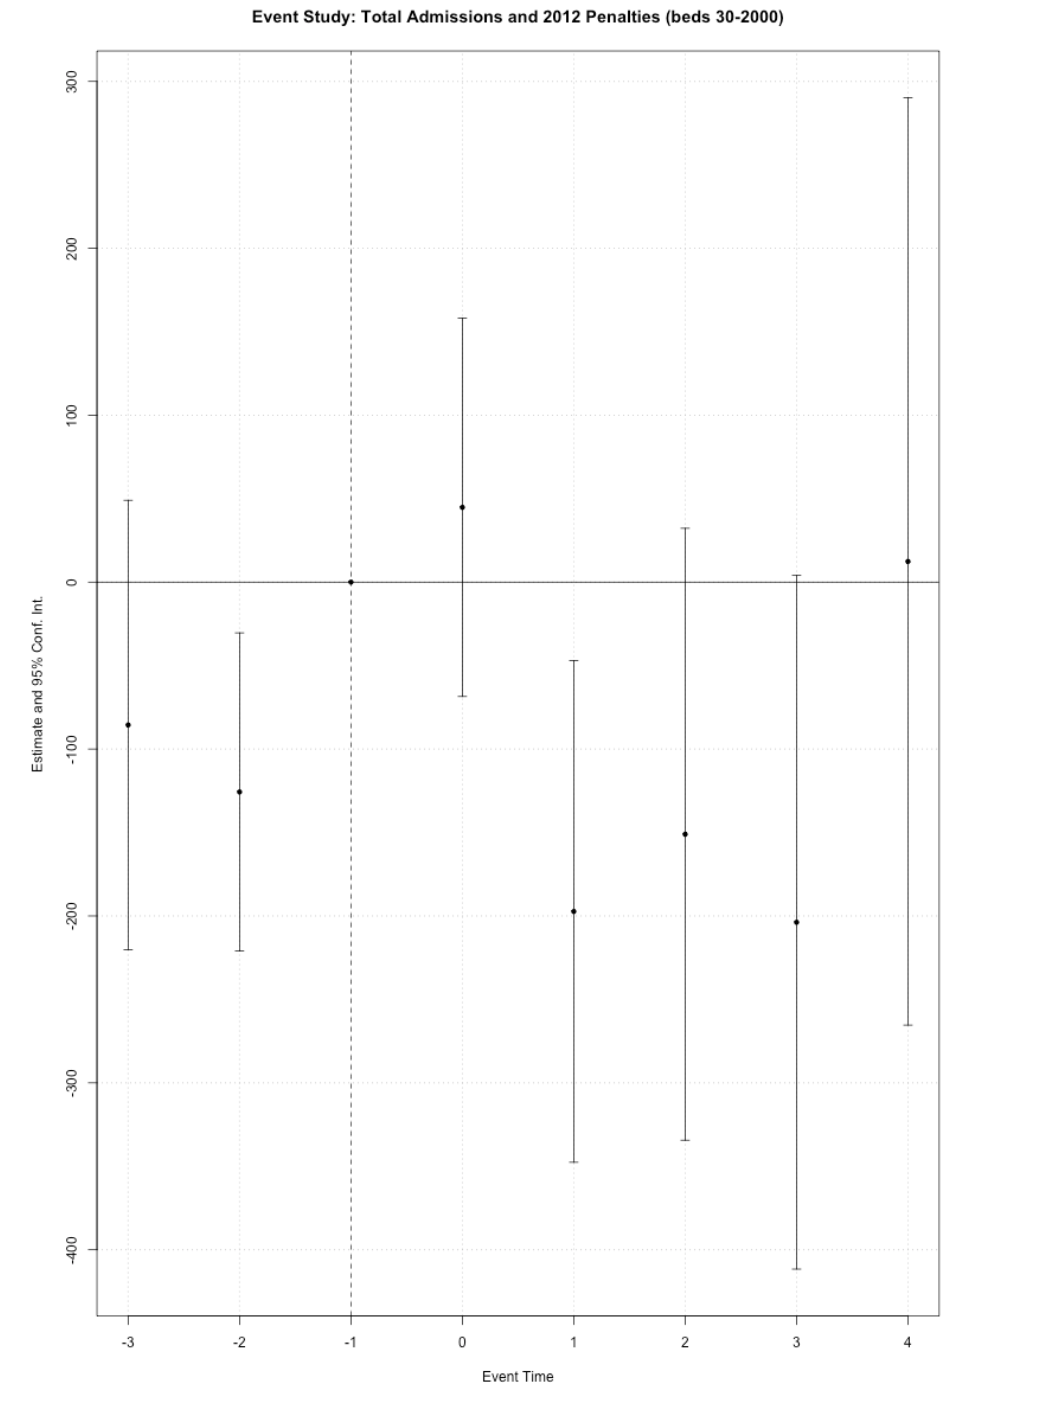 Event Study: Total Admissions and 2012 Penalties (beds 30-2000)
300
200
100
0
-100
-200
-300
-400
Estimate and 95% Conf. Int.
-3 -2 -1 0 1 2 3 4
Event Time